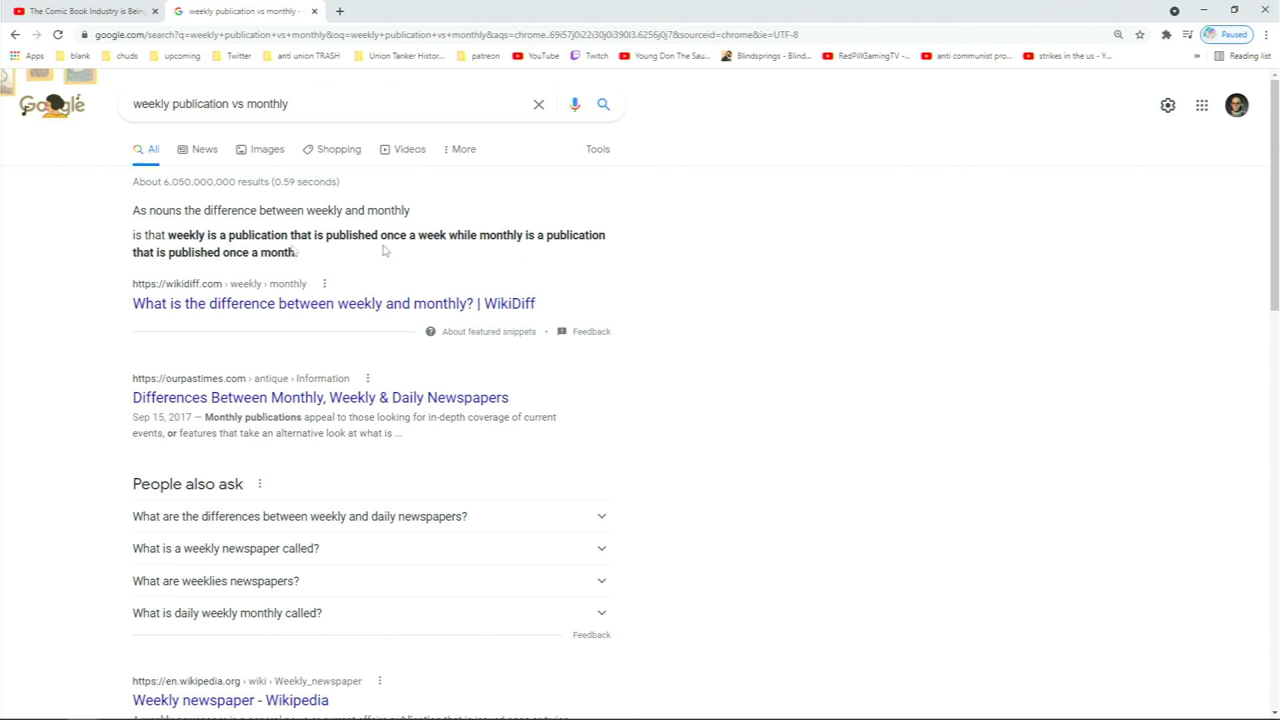 The Comic Book Industry is Bein
weekly publication vs monthly -
google.com/search?q=weekly+publication+vs+monthly&oq=weekly+publication+vs+monthly&aqs=chrome..69i57j0i22i30j0i390l3.6256j0j7&sourceid=chrome&ie=UTF-8
Paused
Apps blank chuds upcoming Twitter anti union TRASH Union Tanker Histor... patreon YouTube Twitch Young Don The Sau... Blindsprings - Blind... RedPillGamingTV -... anti communist pro... strikes in the us - Y... » Reading list
weekly publication vs monthly
All News Images Shopping Videos More Tools
About 6,050,000,000 results (0.59 seconds)
As nouns the difference between weekly and monthly
is that weekly is a publication that is published once a week while monthly is a publication
that is published once a month.
https://wikidiff.com › weekly › monthly
What is the difference between weekly and monthly? | WikiDiff
About featured snippets • Feedback
https://ourpastimes.com › antique › Information
Differences Between Monthly, Weekly & Daily Newspapers
Sep 15, 2017 — Monthly publications appeal to those looking for in-depth coverage of current
events, or features that take an alternative look at what is ...
People also ask
What are the differences between weekly and daily newspapers?
What is a weekly newspaper called?
What are weeklies newspapers?
What is daily weekly monthly called?
Feedback
https://en.wikipedia.org › wiki › Weekly_newspaper
Weekly newspaper - Wikipedia